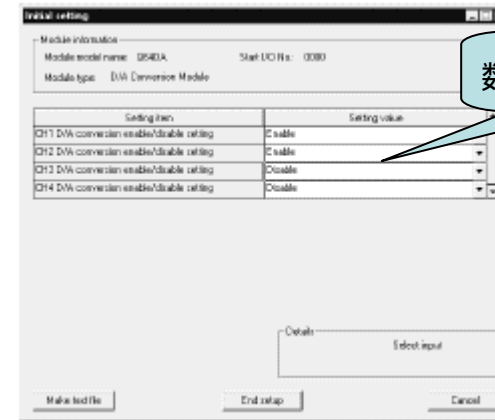 Initial setting
Module information
Module model name: Q64DA Start I/O No.: 0000
Module type: D/A Conversion Module
数
Setting item Setting value
CH1 D/A conversion enable/disable setting Enable
CH2 D/A conversion enable/disable setting Enable
CH3 D/A conversion enable/disable setting Disable
CH4 D/A conversion enable/disable setting Disable
Details
Select input
Make text file End setup Cancel